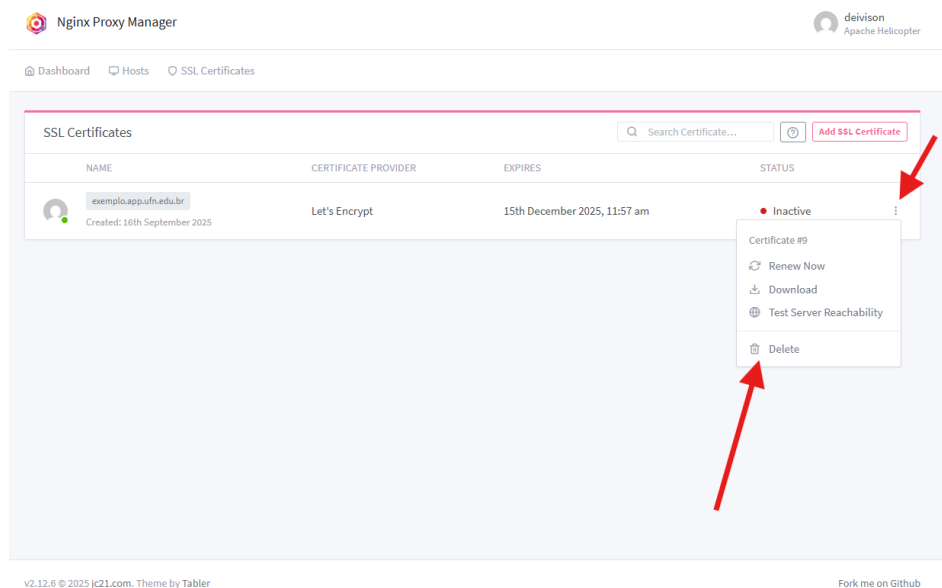 Nginx Proxy Manager
deivison
Apache Helicopter
Dashboard Hosts SSL Certificates
SSL Certificates
Search Certificate...
Add SSL Certificate
NAME CERTIFICATE PROVIDER EXPIRES STATUS
exemplo.app.ufn.edu.br
Created: 16th September 2025
Let's Encrypt
15th December 2025, 11:57 am
Inactive
Certificate #9
Renew Now
Download
Test Server Reachability
Delete
v2.12.6 © 2025 jc21.com. Theme by Tabler
Fork me on Github